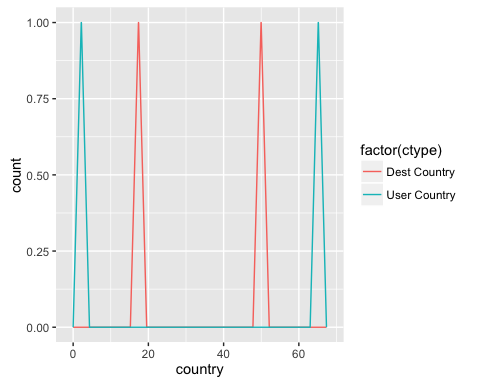 1.00
0.75
0.50
0.25
0.00
count
0 20 40 60
country
factor(ctype)
Dest Country
User Country